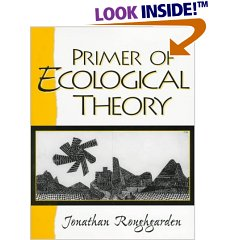 LOOK INSIDE!™
PRIMER OF
ECOLOGICAL
THEORY
Jonathan Roughgarden